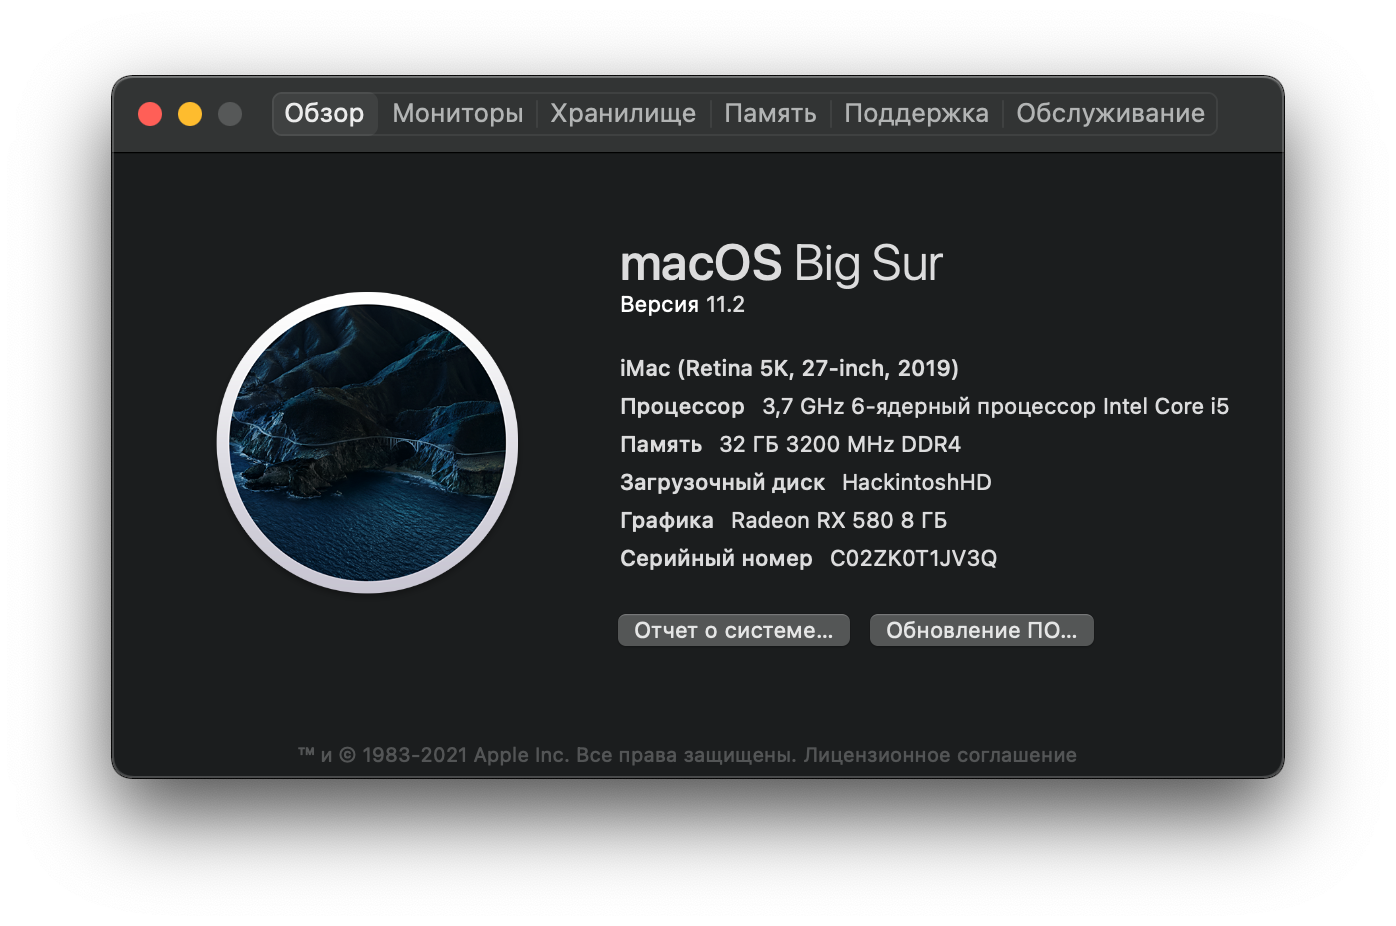 Обзор Мониторы Хранилище Память Поддержка Обслуживание
macOS Big Sur
Версия 11.2
iMac (Retina 5K, 27-inch, 2019)
Процессор 3,7 GHz 6-ядерный процессор Intel Core i5
Память 32 ГБ 3200 MHz DDR4
Загрузочный диск HackintoshHD
Графика Radeon RX 580 8 ГБ
Серийный номер C02ZK0T1JV3Q
Отчет о системе... Обновление ПО...
™ и © 1983-2021 Apple Inc. Все права защищены. Лицензионное соглашение